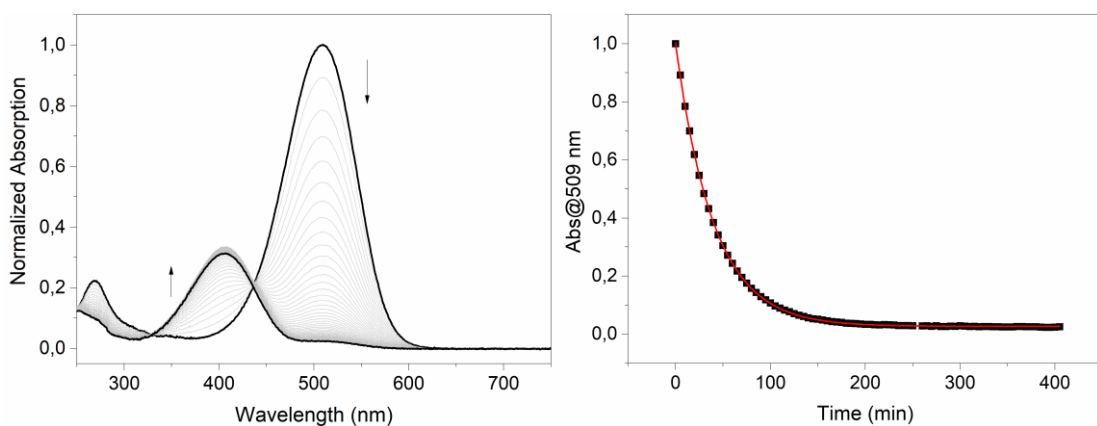 1,0
0,8
0,6
0,4
0,2
0,0
Normalized Absorption
300 400 500 600 700
Wavelength (nm)
1,0
0,8
0,6
0,4
0,2
0,0
Abs@509 nm
0 100 200 300 400
Time (min)